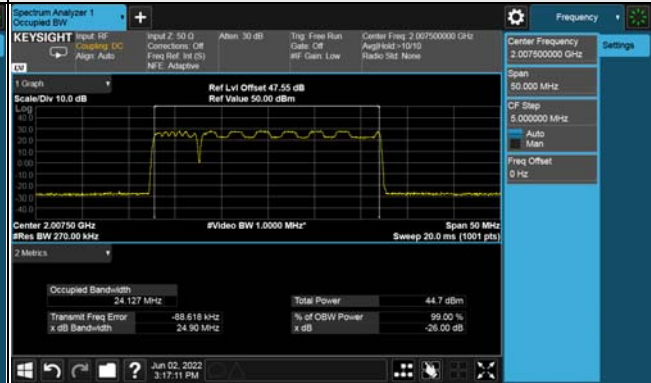 Spectrum Analyzer 1
Occupied BW
Frequency
KEYSIGHT
Input: RF
Coupling: DC
Align: Auto
Input Z: 50 Ω
Corrections: Off
Freq Ref: Int (S)
NFE: Adaptive
Atten: 30 dB
Trig: Free Run
Gate: Off
#IF Gain: Low
Center Freq: 2.007500000 GHz
Avg|Hold:>10/10
Radio Std: None
Center Frequency
2.007500000 GHz
Settings
Span
50.000 MHz
CF Step
5.000000 MHz
Auto
Man
Freq Offset
0 Hz
LXI
1 Graph
Scale/Div 10.0 dB
Ref Lvl Offset 47.55 dB
Ref Value 50.00 dBm
Log
40.0
30.0
20.0
10.0
0.00
-10.0
-20.0
-30.0
-40.0
Center 2.00750 GHz
#Res BW 270.00 kHz
#Video BW 1.0000 MHz*
Span 50 MHz
Sweep 20.0 ms (1001 pts)
2 Metrics
Occupied Bandwidth
24.127 MHz
Total Power
44.7 dBm
Transmit Freq Error
-88.618 kHz
% of OBW Power
99.00 %
x dB Bandwidth
24.90 MHz
x dB
-26.00 dB
Jun 02, 2022
3:17:11 PM